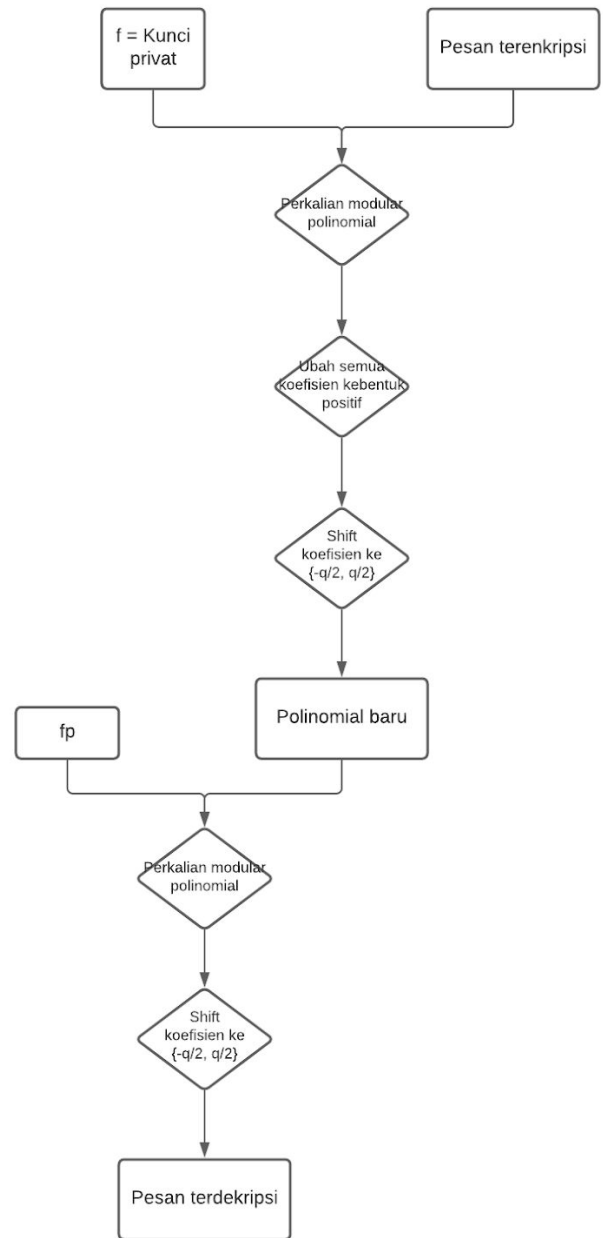 f = Kunci
privat
Pesan terenkripsi
Perkalian modular
polinomial
Ubah semua
koefisien kebentuk
positif
Shift
koefisien ke
{-q/2, q/2}
Polinomial baru
fp
Perkalian modular
polinomial
Shift
koefisien ke
{-q/2, q/2}
Pesan terdekripsi